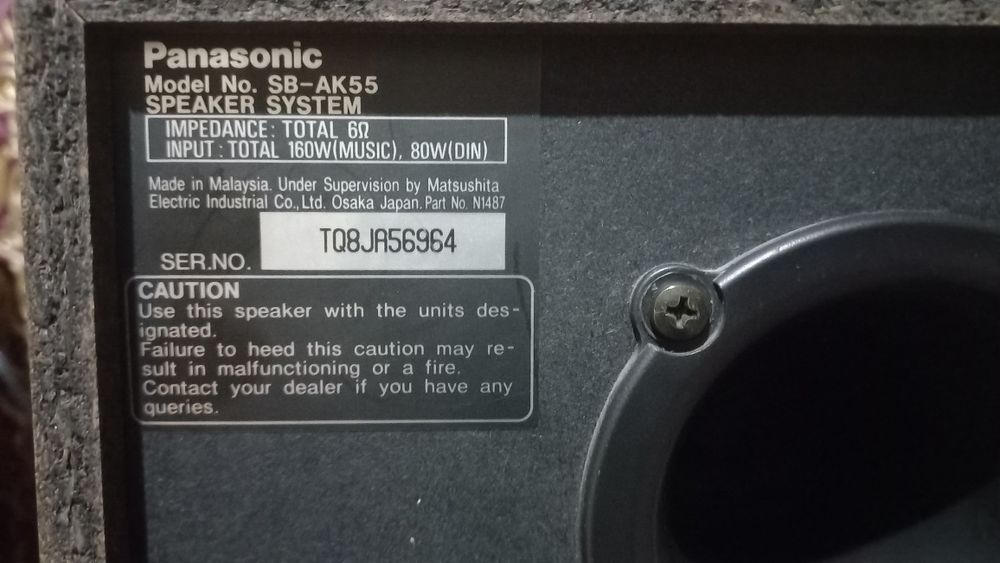 Panasonic
Model No. SB-AK55
SPEAKER SYSTEM
IMPEDANCE: TOTAL 6Ω
INPUT: TOTAL 160W(MUSIC), 80W(DIN)
Made in Malaysia. Under Supervision by Matsushita
Electric Industrial Co., Ltd. Osaka Japan. Part No. N1487
TQ8JA56964
SER.NO.
CAUTION
Use this speaker with the units des-
ignated.
Failure to heed this caution may re-
sult in malfunctioning or a fire.
Contact your dealer if you have any
queries.